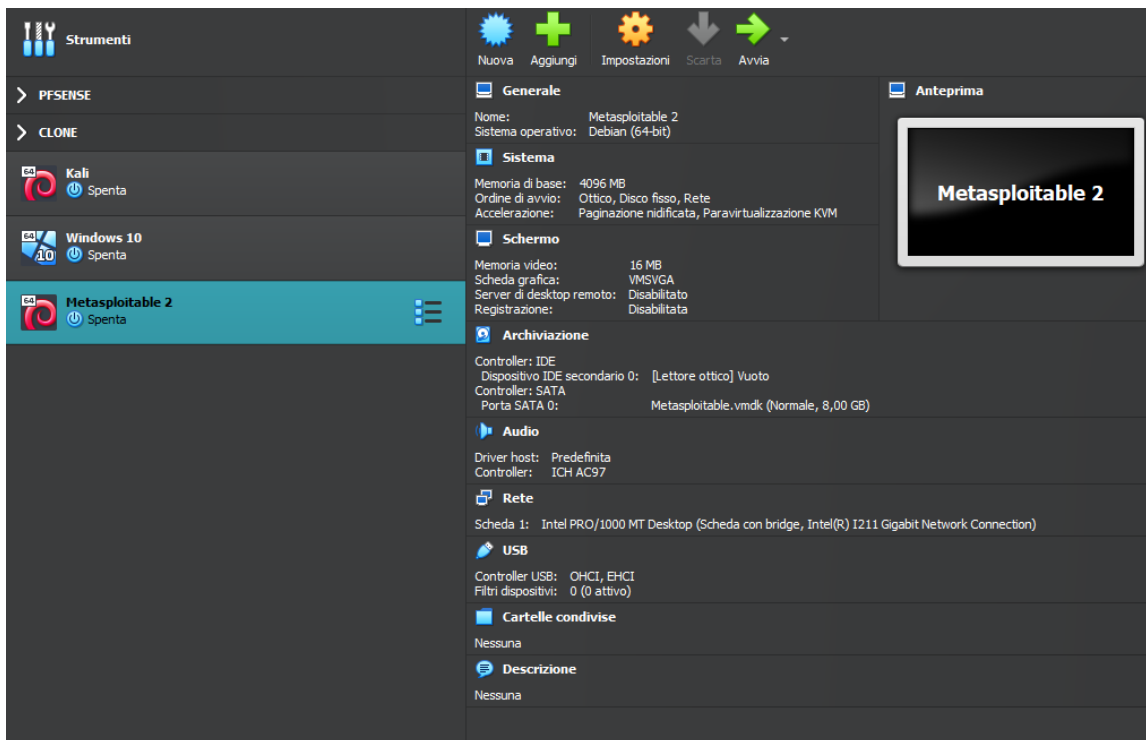 Strumenti
PFSENSE
CLONE
64
Kali
Spenta
64
10
Windows 10
Spenta
64
Metasploitable 2
Spenta
Nuova Aggiungi Impostazioni Scarta Avvia
Generale
Nome: Metasploitable 2
Sistema operativo: Debian (64-bit)
Sistema
Memoria di base: 4096 MB
Ordine di avvio: Ottico, Disco fisso, Rete
Accelerazione: Paginazione nidificata, Paravirtualizzazione KVM
Schermo
Memoria video: 16 MB
Scheda grafica: VMSVGA
Server di desktop remoto: Disabilitato
Registrazione: Disabilitata
Archiviazione
Controller: IDE
Dispositivo IDE secondario 0: [Lettore ottico] Vuoto
Controller: SATA
Porta SATA 0: Metasploitable.vmdk (Normale, 8,00 GB)
Audio
Driver host: Predefinita
Controller: ICH AC97
Rete
Scheda 1: Intel PRO/1000 MT Desktop (Scheda con bridge, Intel(R) I211 Gigabit Network Connection)
USB
Controller USB: OHCI, EHCI
Filtri dispositivi: 0 (0 attivo)
Cartelle condivise
Nessuna
Descrizione
Nessuna
Anteprima
Metasploitable 2